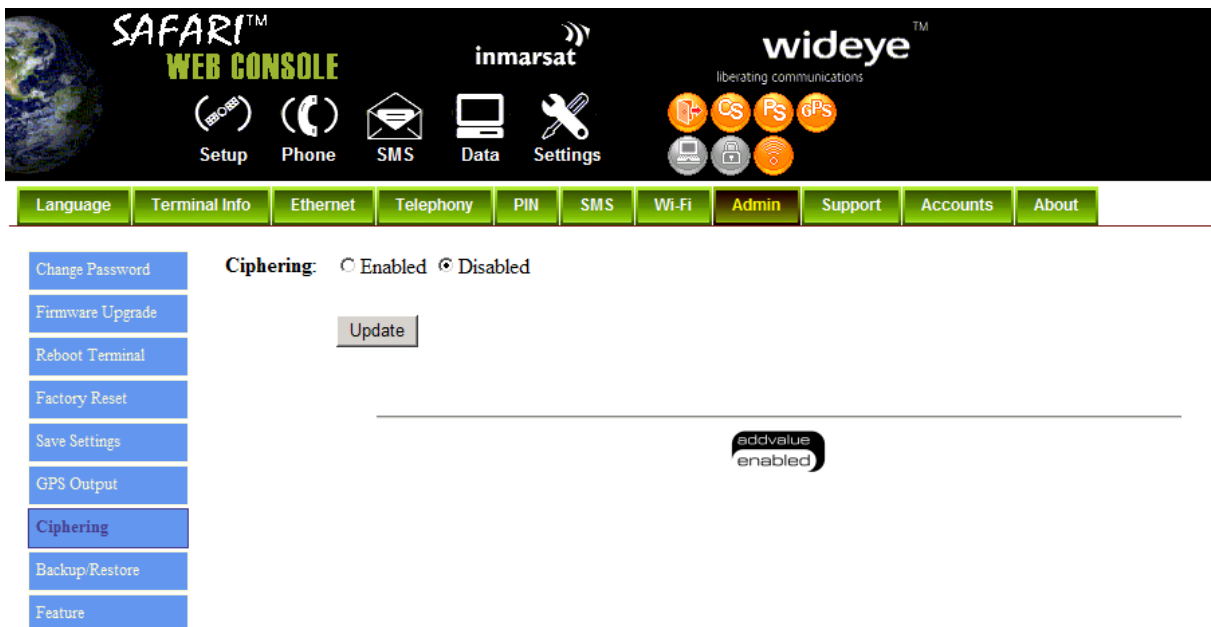 SAFARI™
WEB CONSOLE
inmarsat
wideye™
liberating communications
CS PS GPS
Setup Phone SMS Data Settings
Language Terminal Info Ethernet Telephony PIN SMS Wi-Fi Admin Support Accounts About
Change Password
Firmware Upgrade
Reboot Terminal
Factory Reset
Save Settings
GPS Output
Ciphering
Backup/Restore
Feature
Ciphering: Enabled Disabled
Update
addvalue
enabled